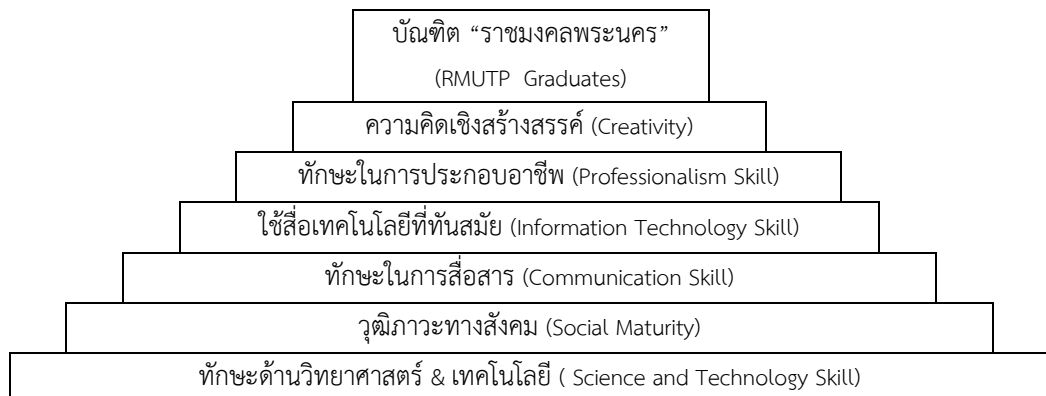 บัณฑิต “ราชมงคลพระนคร”
(RMUTP Graduates)
ความคิดเชิงสร้างสรรค์ (Creativity)
ทักษะในการประกอบอาชีพ (Professionalism Skill)
ใช้สื่อเทคโนโลยีที่ทันสมัย (Information Technology Skill)
ทักษะในการสื่อสาร (Communication Skill)
วุฒิภาวะทางสังคม (Social Maturity)
ทักษะด้านวิทยาศาสตร์ & เทคโนโลยี ( Science and Technology Skill)